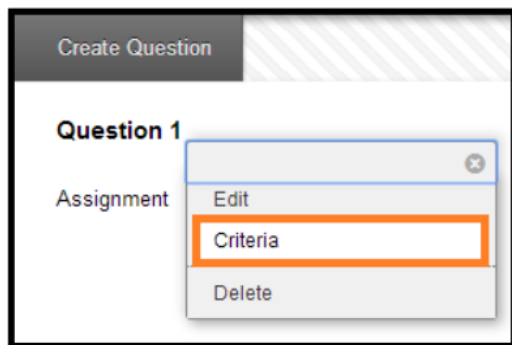 Create Question
Question 1
Assignment
Edit
Criteria
Delete